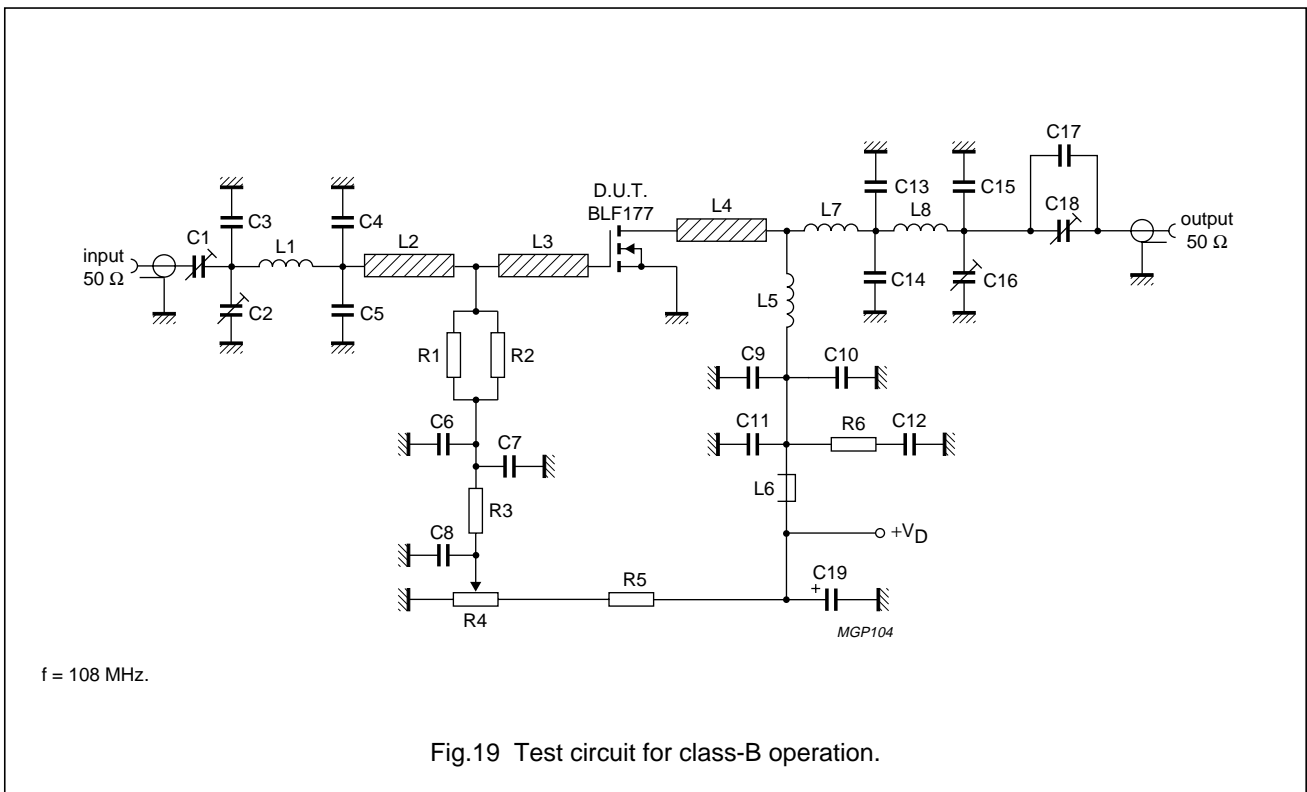 C17
D.U.T.
BLF177
C13
C15
L4
L7
L8
C18
output
50 Ω
C3
C4
C1
L1
L2
L3
input
50 Ω
C2
C5
C14
C16
L5
R1
R2
C9
C10
C6
C7
C11
R6
C12
L6
R3
C8
+VD
R5
C19
+
R4
MGP104
f = 108 MHz.
Fig.19 Test circuit for class-B operation.